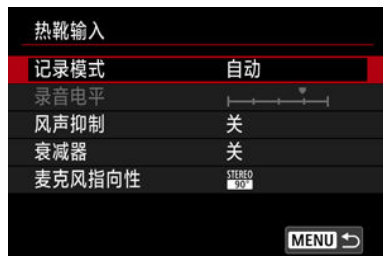 热靴输入
记录模式 自动
录音电平
风声抑制 关
衰减器 关
麦克风指向性 STEREO 90°
MENU